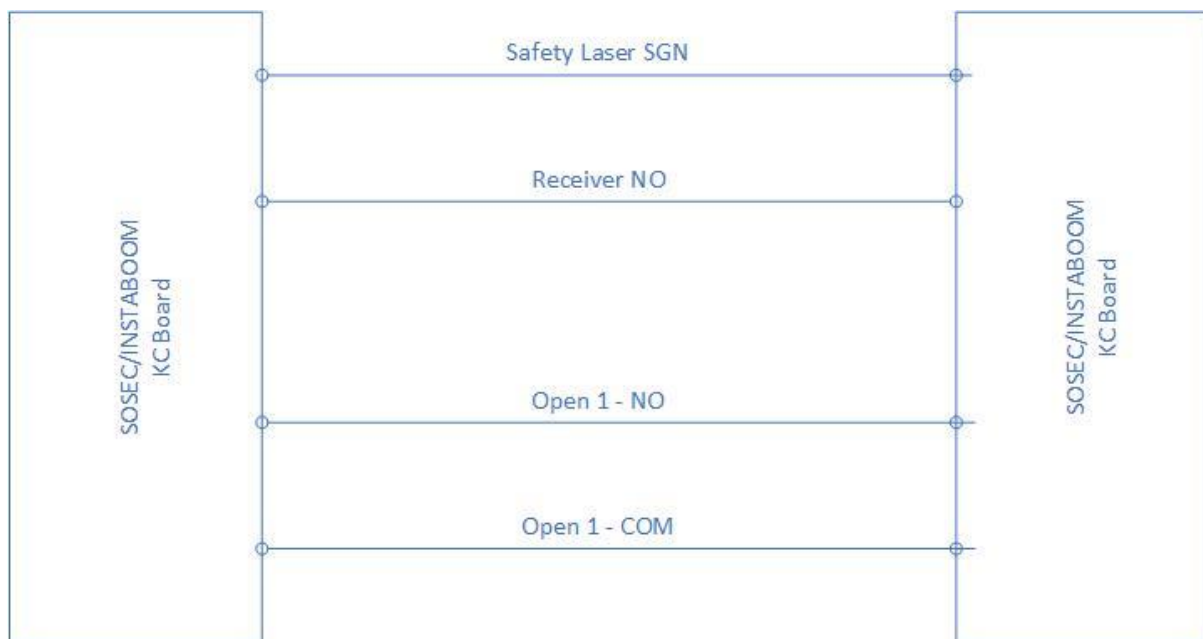 Safety Laser SGN
Receiver NO
SOSEC/INSTABOOM
KC Board
SOSEC/INSTABOOM
KC Board
Open 1 - NO
Open 1 - COM